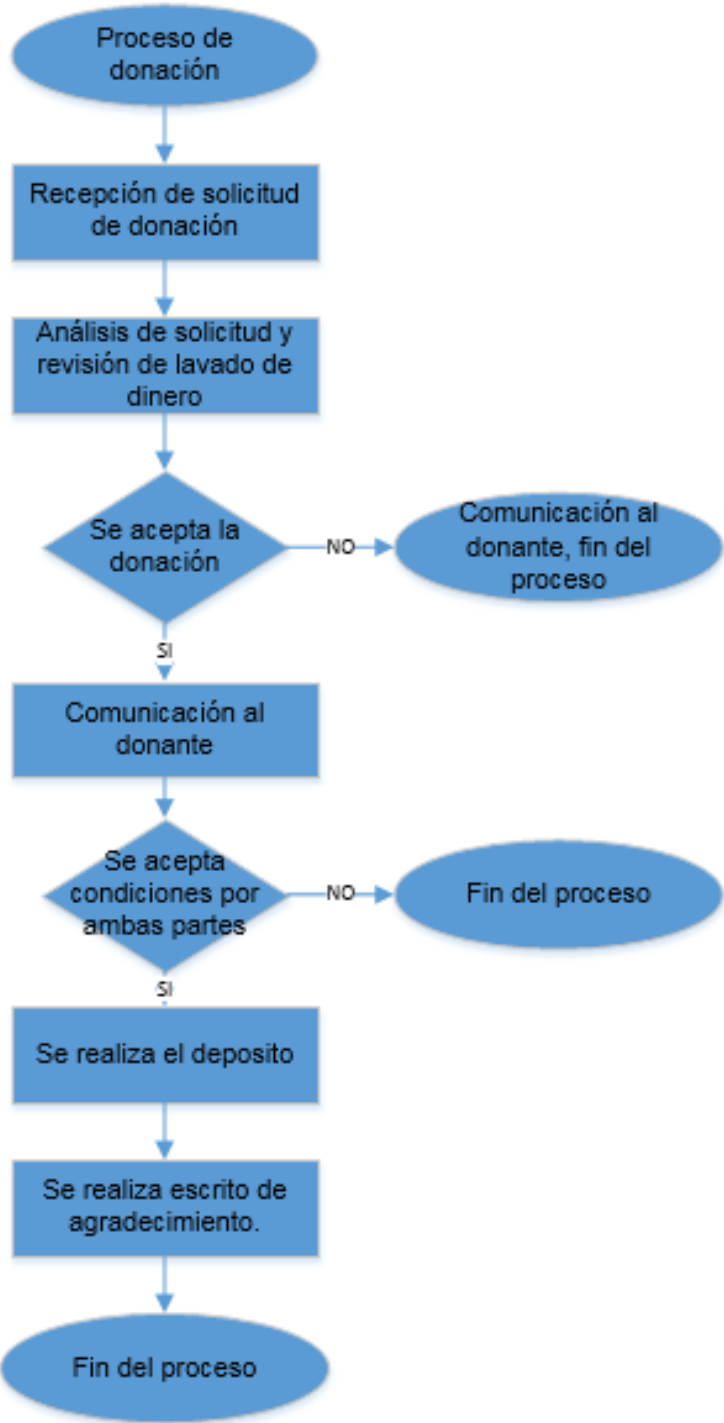 Proceso de
donación
Recepción de solicitud
de donación
Análisis de solicitud y
revisión de lavado de
dinero
Se acepta la
donación
NO
Comunicación al
donante, fin del
proceso
SI
Comunicación al
donante
Se acepta
condiciones por
ambas partes
NO
Fin del proceso
SI
Se realiza el deposito
Se realiza escrito de
agradecimiento.
Fin del proceso